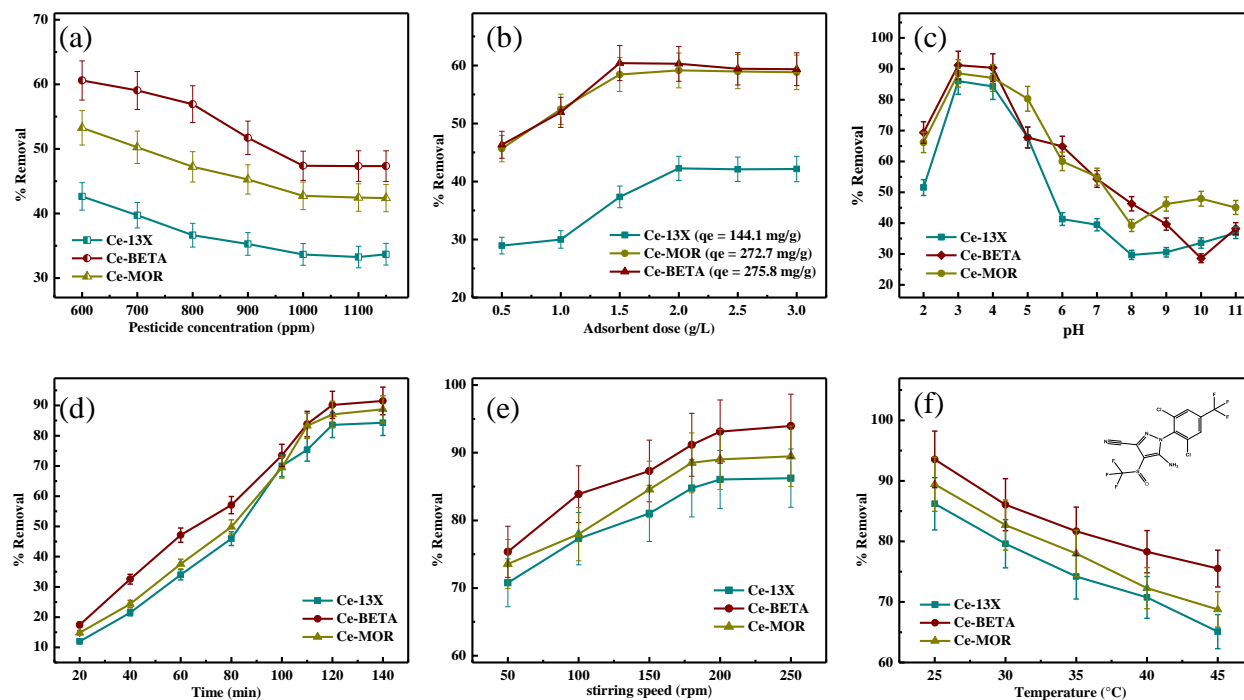 (a)
70
60
50
40
30
% Removal
Ce-13X
Ce-BETA
Ce-MOR
600 700 800 900 1000 1100
Pesticide concentration (ppm)
(b)
70
60
50
40
30
20
% Removal
Ce-13X (qe = 144.1 mg/g)
Ce-MOR (qe = 272.7 mg/g)
Ce-BETA (qe = 275.8 mg/g)
0.5 1.0 1.5 2.0 2.5 3.0
Adsorbent dose (g/L)
(c)
100
90
80
70
60
50
40
30
20
% Removal
Ce-13X
Ce-BETA
Ce-MOR
2 3 4 5 6 7 8 9 10 11
pH
(d)
90
80
70
60
50
40
30
20
10
% Removal
Ce-13X
Ce-BETA
Ce-MOR
20 40 60 80 100 120 140
Time (min)
(e)
100
90
80
70
60
% Removal
Ce-13X
Ce-BETA
Ce-MOR
50 100 150 200 250
stirring speed (rpm)
(f)
100
90
80
70
60
% Removal
F
F
F
Cl
N
N
N
Cl
NH₂
F
F
F
S
O
Ce-13X
Ce-BETA
Ce-MOR
25 30 35 40 45
Temperature (°C)